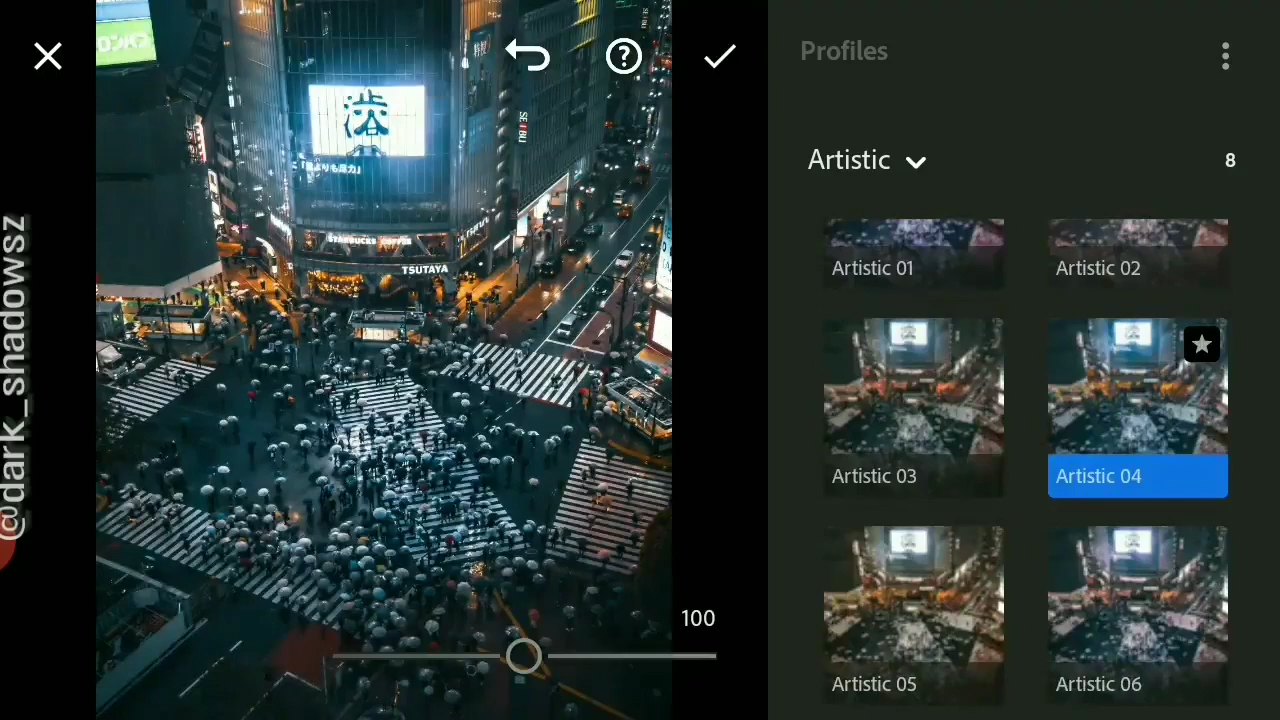 Profiles
Artistic
8
Artistic 01
Artistic 02
Artistic 03
Artistic 04
Artistic 05
Artistic 06
100
@dark_shadowsz
渋
STARBUCKS COFFEE
TSUTAYA